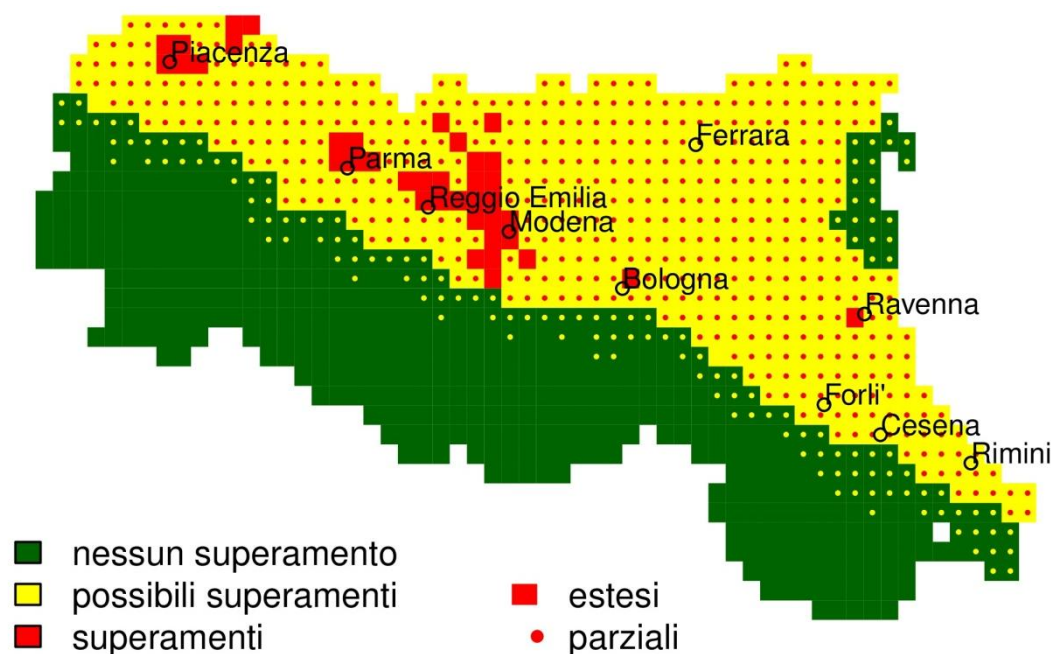 Piacenza
Ferrara
Parma
Reggio Emilia
Modena
Bologna
Ravenna
Forli'
Cesena
Rimini
nessun superamento
possibili superamenti
superamenti
estesi
parziali